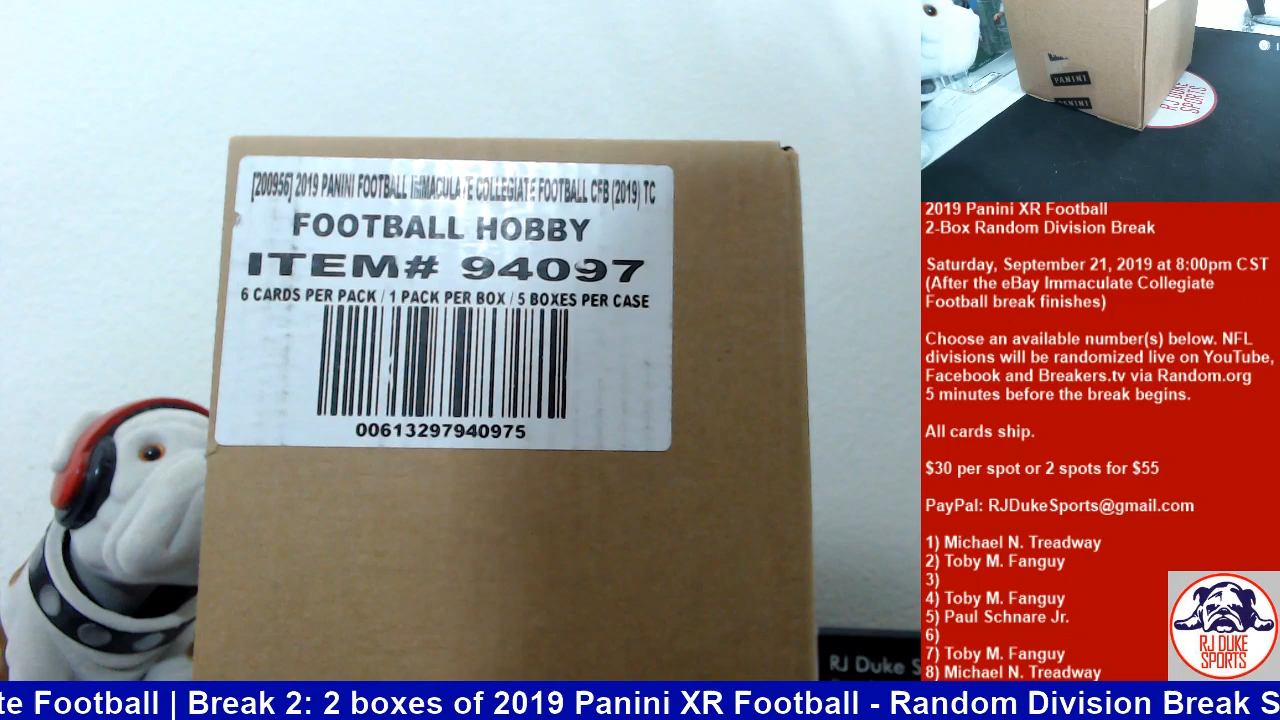 [200956] 2019 PANINI FOOTBALL IMMACULATE COLLEGIATE FOOTBALL CFB (2019) TC
FOOTBALL HOBBY
ITEM# 94097
6 CARDS PER PACK / 1 PACK PER BOX / 5 BOXES PER CASE
00613297940975
RJ Duke S
PANINI
PANINI
RJ DUKE
SPORTS
2019 Panini XR Football
2-Box Random Division Break
Saturday, September 21, 2019 at 8:00pm CST
(After the eBay Immaculate Collegiate
Football break finishes)
Choose an available number(s) below. NFL
divisions will be randomized live on YouTube,
Facebook and Breakers.tv via Random.org
5 minutes before the break begins.
All cards ship.
$30 per spot or 2 spots for $55
PayPal: RJDukeSports@gmail.com
1) Michael N. Treadway
2) Toby M. Fanguy
3)
4) Toby M. Fanguy
5) Paul Schnare Jr.
6)
7) Toby M. Fanguy
8) Michael N. Treadway
RJ DUKE
SPORTS
te Football | Break 2: 2 boxes of 2019 Panini XR Football - Random Division Break S